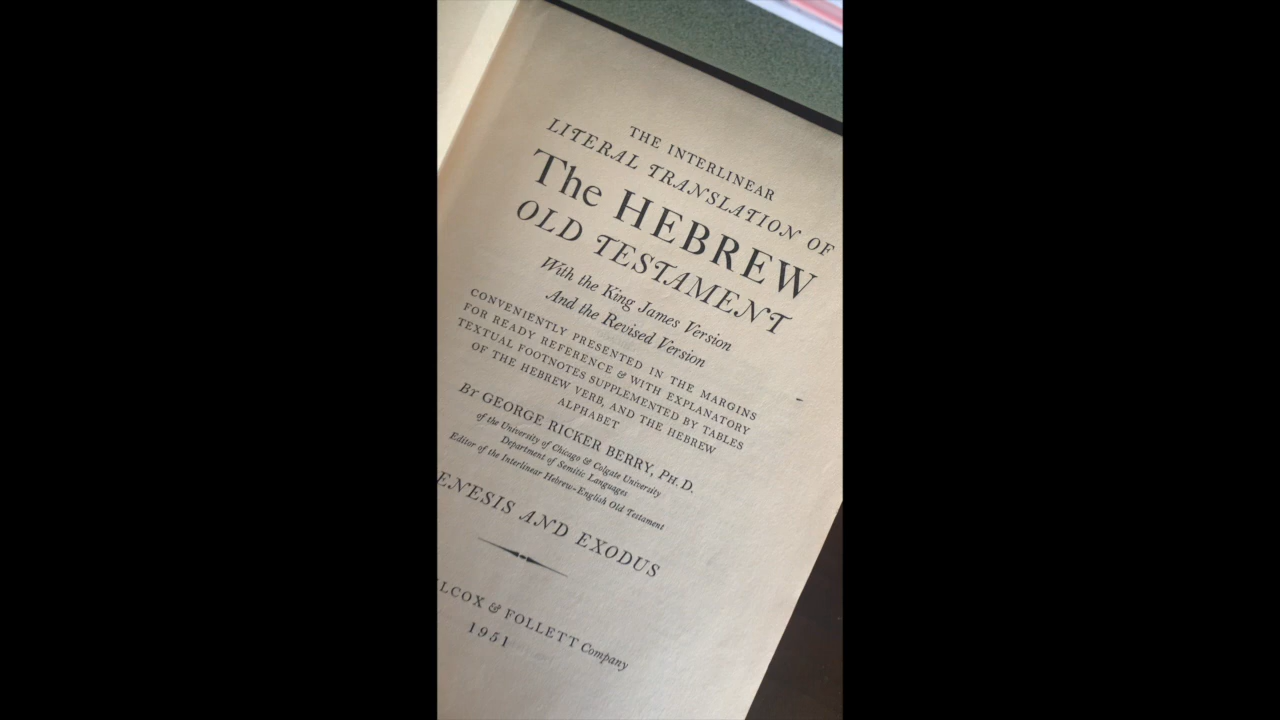 THE INTERLINEAR
LITERAL TRANSLATION OF
The HEBREW
OLD TESTAMENT
With the King James Version
And the Revised Version
CONVENIENTLY PRESENTED IN THE MARGINS
FOR READY REFERENCE & WITH EXPLANATORY
TEXTUAL FOOTNOTES SUPPLEMENTED BY TABLES
OF THE HEBREW VERB, AND THE HEBREW
ALPHABET
By GEORGE RICKER BERRY, PH.D.
of the University of Chicago & Colgate University
Department of Semitic Languages
Editor of the Interlinear Hebrew-English Old Testament
ENESIS AND EXODUS
LCOX & FOLLETT Company
1951